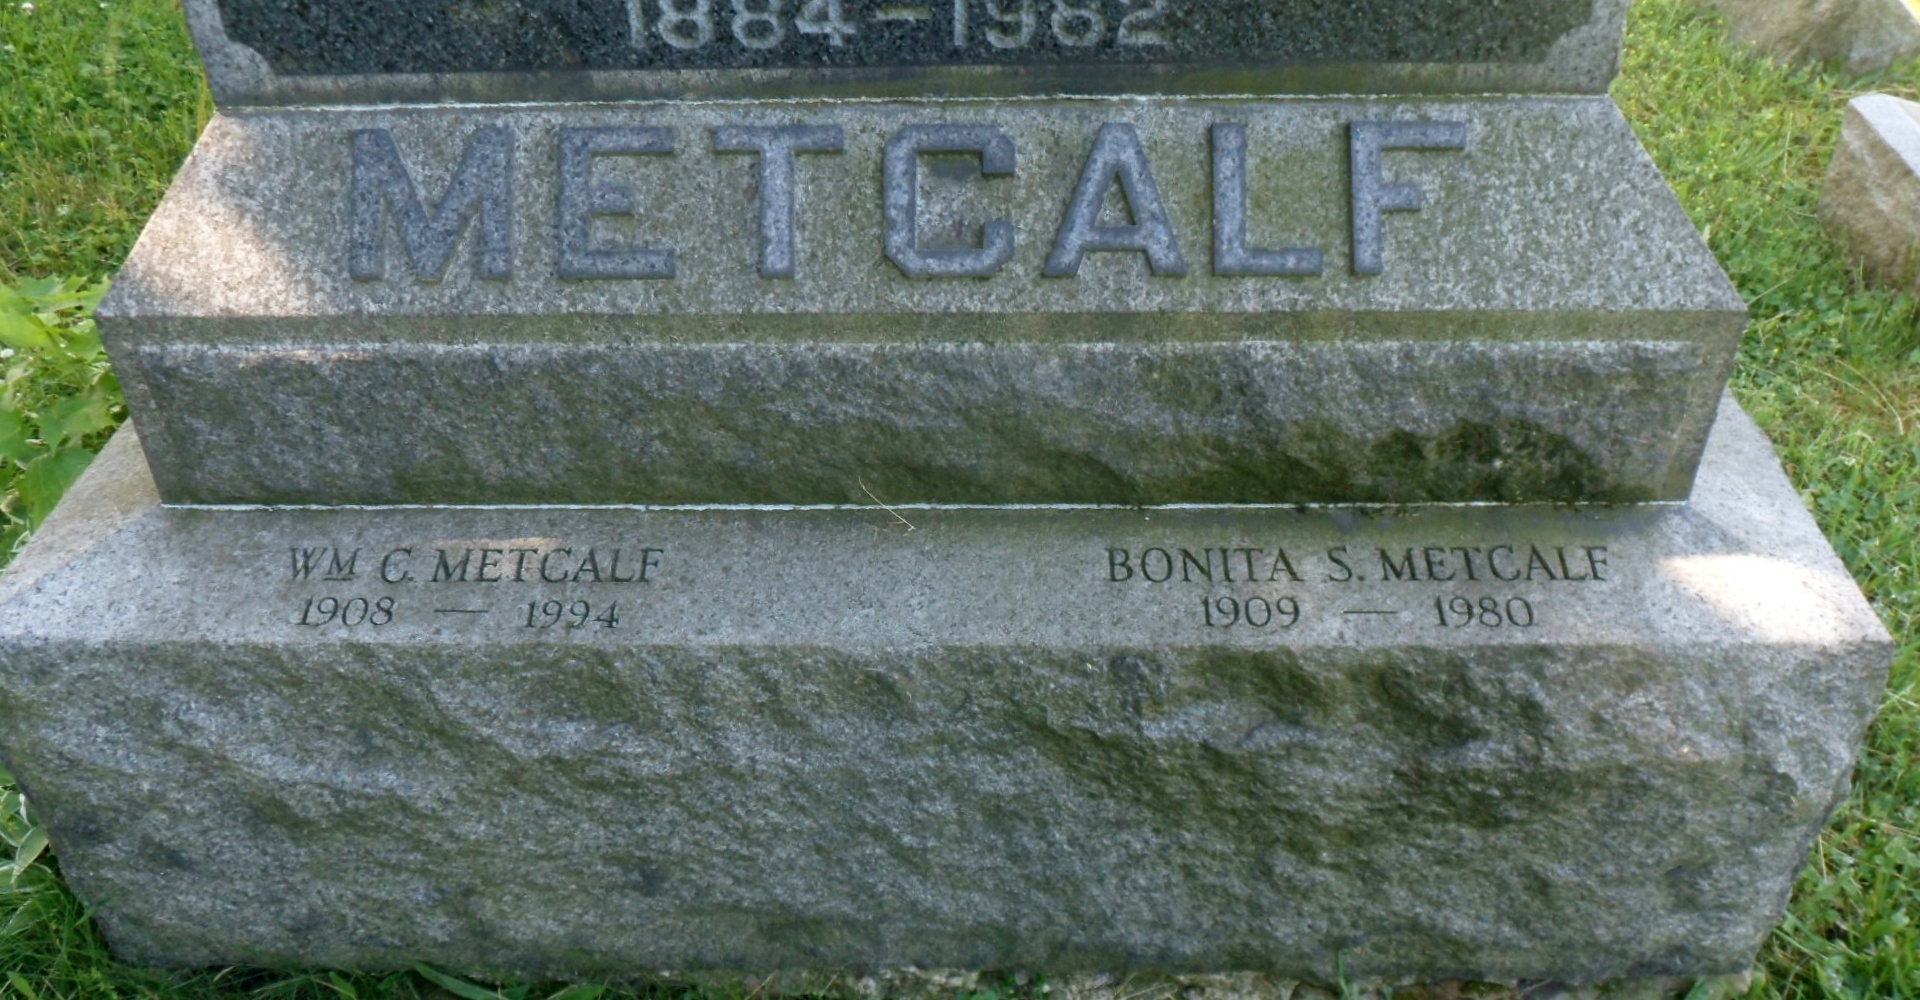 1884-1982
METCALF
WM C. METCALF
1908 — 1994
BONITA S. METCALF
1909 — 1980